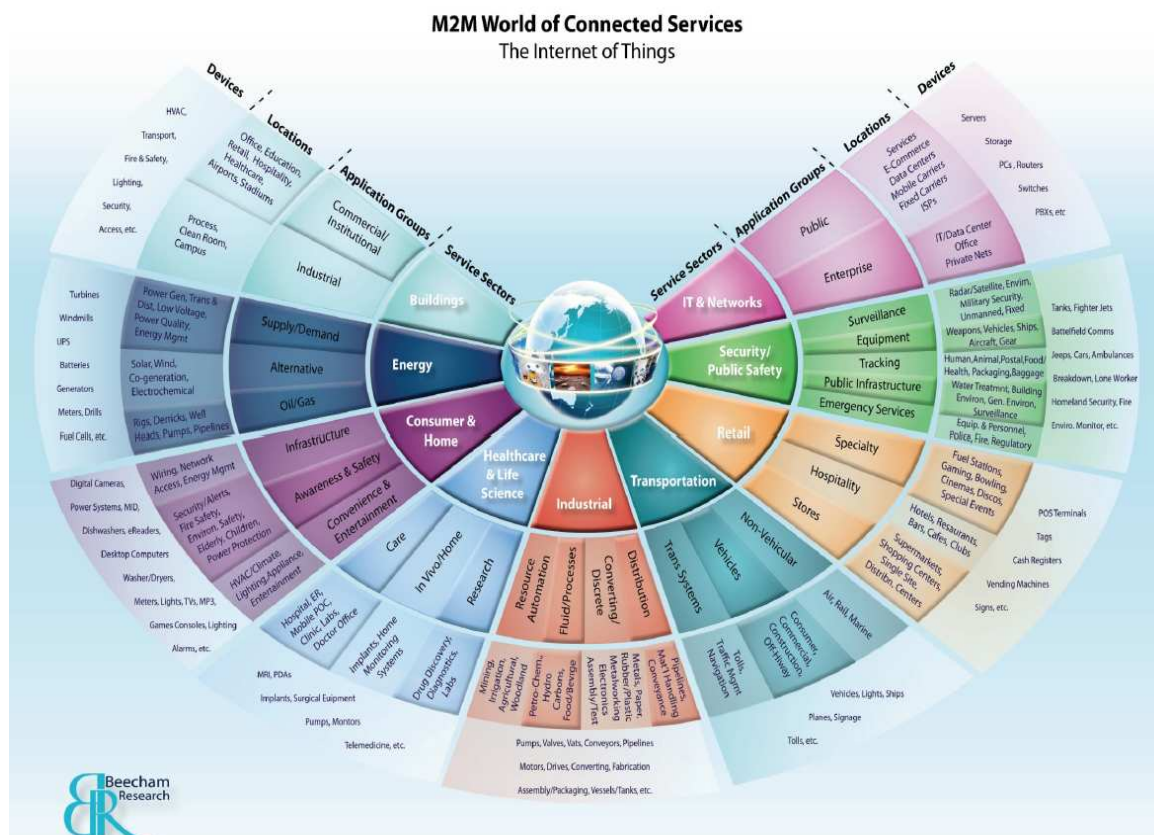 M2M World of Connected Services
The Internet of Things
Devices
Locations
Application Groups
Service Sectors
HVAC,
Transport,
Fire & Safety,
Lighting,
Security,
Access, etc.
Office, Education,
Retail, Hospitality,
Healthcare,
Airports, Stadiums
Process,
Clean Room,
Campus
Commercial/
Institutional
Industrial
Buildings
Turbines
Windmills
UPS
Batteries
Generators
Meters, Drills
Fuel Cells, etc.
Power Gen, Trans &
Dist, Low Voltage,
Power Quality,
Energy Mgmt
Solar, Wind,
Co-generation,
Electrochemical
Rigs, Derricks, Well
Heads, Pumps, Pipelines
Supply/Demand
Alternative
Oil/Gas
Energy
Digital Cameras,
Power Systems, MID,
Dishwashers, eReaders,
Desktop Computers
Washer/Dryers,
Meters, Lights, TVs, MP3,
Games Consoles, Lighting
Alarms, etc.
Wiring, Network
Access, Energy Mgmt
Security/Alerts,
Fire Safety,
Environ. Safety,
Elderly, Children,
Power Protection
HVAC/Climate,
Lighting,Appliance,
Entertainment
Infrastructure
Awareness & Safety
Convenience &
Entertainment
Consumer
& Home
MRI, PDAs
Implants, Surgical Euipment
Pumps, Montors
Telemedicine, etc.
Hospital, ER,
Mobile POC,
Clinic, Labs,
Doctor Office
Implants, Home
Monitoring
Systems
Drug Discovery,
Diagnostics,
Labs
Care
In Vivo/Home
Research
Healthcare
& Life
Science
Pumps, Valves, Vats, Conveyors, Pipelines
Motors, Drives, Converting, Fabrication
Assembly/Packaging, Vessels/Tanks, etc.
Mining,
Irrigation,
Agricultural,
Woodland
Petro-Chem.,
Hydro
Carbons,
Food/Bevrge
Metals, Paper,
Rubber/Plastic
Metalworking
Electronics
Assembly/Test
Pipelines,
Mat'l Handling
Conveyance
Resource
Automation
Fluid/Processes
Converting/
Discrete
Distribution
Industrial
Vehicles, Lights, Ships
Planes, Signage
Tolls, etc.
Tolls,
Traffic Mgmt
Navigation
Consumer,
Commercial,
Construction,
Off-Hiway
Air, Rail, Marine
Trans Systems
Vehicles
Non-Vehicular
Transportation
POS Terminals
Tags
Cash Registers
Vending Machines
Signs, etc.
Fuel Stations,
Gaming, Bowling,
Cinemas, Discos,
Special Events
Hotels, Resaurants,
Bars, Cafes, Clubs
Supermarkets,
Shopping Centers,
Single Site,
Distribn. Centers
Specialty
Hospitality
Stores
Retail
Tanks, Fighter Jets
Battlefield Comms
Jeeps, Cars, Ambulances
Breakdown, Lone Worker
Homeland Security, Fire
Enviro. Monitor, etc.
Radar/Satellite, Envirn,
Military Security,
Unmanned, Fixed
Weapons, Vehicles, Ships,
Aircraft, Gear
Human,Animal,Postal,Food/
Health, Packaging,Baggage
Water Treatmnt, Building
Environ, Gen. Environ,
Surveillance
Equip. & Personnel,
Police, Fire, Regulatory
Surveillance
Equipment
Tracking
Public Infrastructure
Emergency Services
Security/
Public Safety
Devices
Locations
Application Groups
Service Sectors
Servers
Storage
PCs, Routers
Switches
PBXs, etc
Services
E-Commerce
Data Centers
Mobile Carriers
Fixed Carriers
ISPs
IT/Data Center
Office
Private Nets
Public
Enterprise
IT & Networks
Beecham
Research
BR